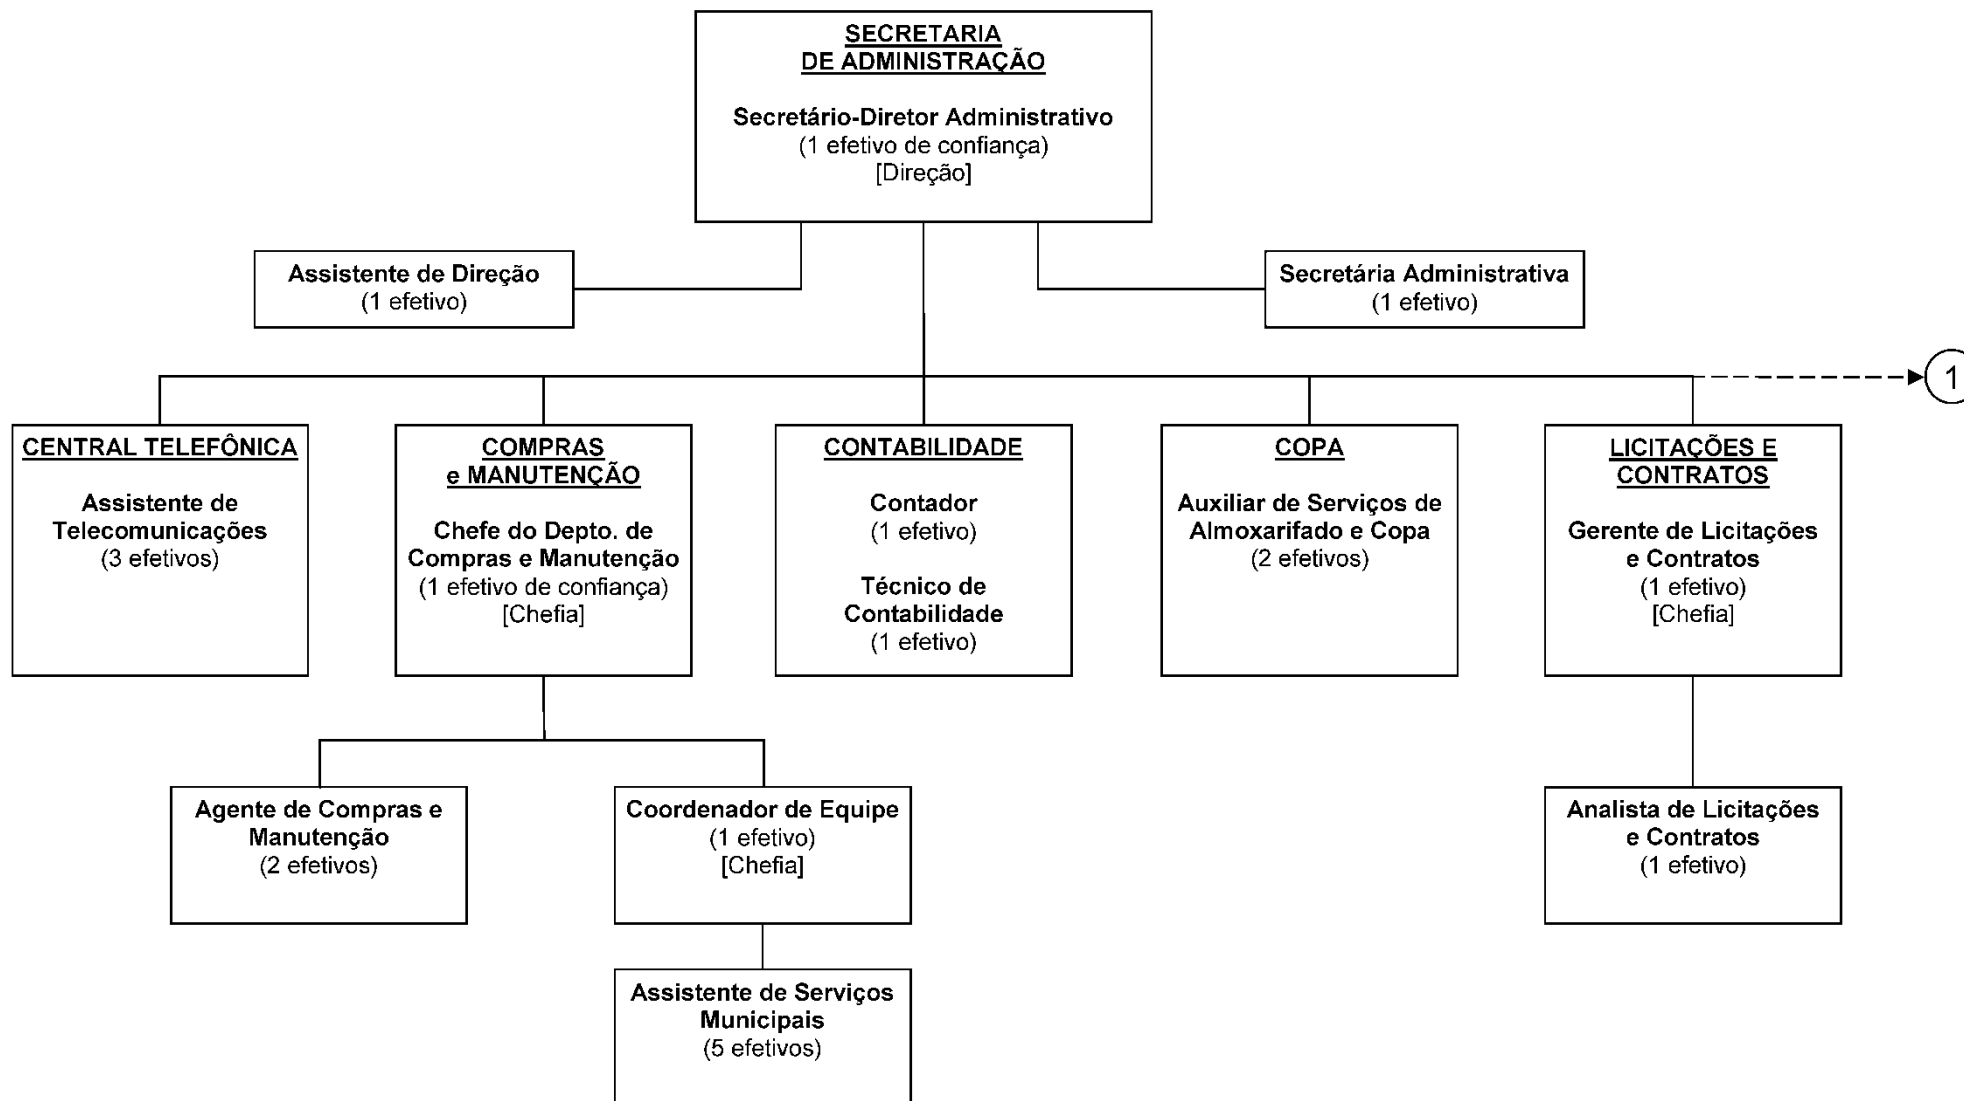 SECRETARIA
DE ADMINISTRAÇÃO
Secretário-Diretor Administrativo
(1 efetivo de confiança)
[Direção]
Assistente de Direção
(1 efetivo)
Secretária Administrativa
(1 efetivo)
1
CENTRAL TELEFÔNICA
Assistente de
Telecomunicações
(3 efetivos)
COMPRAS
e MANUTENÇÃO
Chefe do Depto. de
Compras e Manutenção
(1 efetivo de confiança)
[Chefia]
CONTABILIDADE
Contador
(1 efetivo)
Técnico de
Contabilidade
(1 efetivo)
COPA
Auxiliar de Serviços de
Almoxarifado e Copa
(2 efetivos)
LICITAÇÕES E
CONTRATOS
Gerente de Licitações
e Contratos
(1 efetivo)
[Chefia]
Agente de Compras e
Manutenção
(2 efetivos)
Coordenador de Equipe
(1 efetivo)
[Chefia]
Analista de Licitações
e Contratos
(1 efetivo)
Assistente de Serviços
Municipais
(5 efetivos)